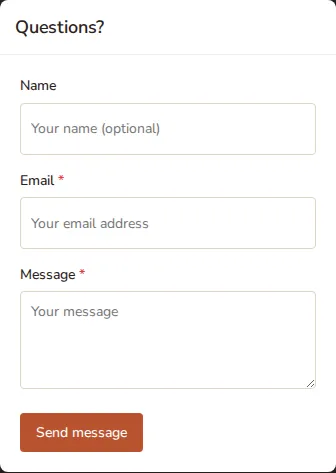 Questions?
Name
Your name (optional)
Email *
Your email address
Message *
Your message
Send message